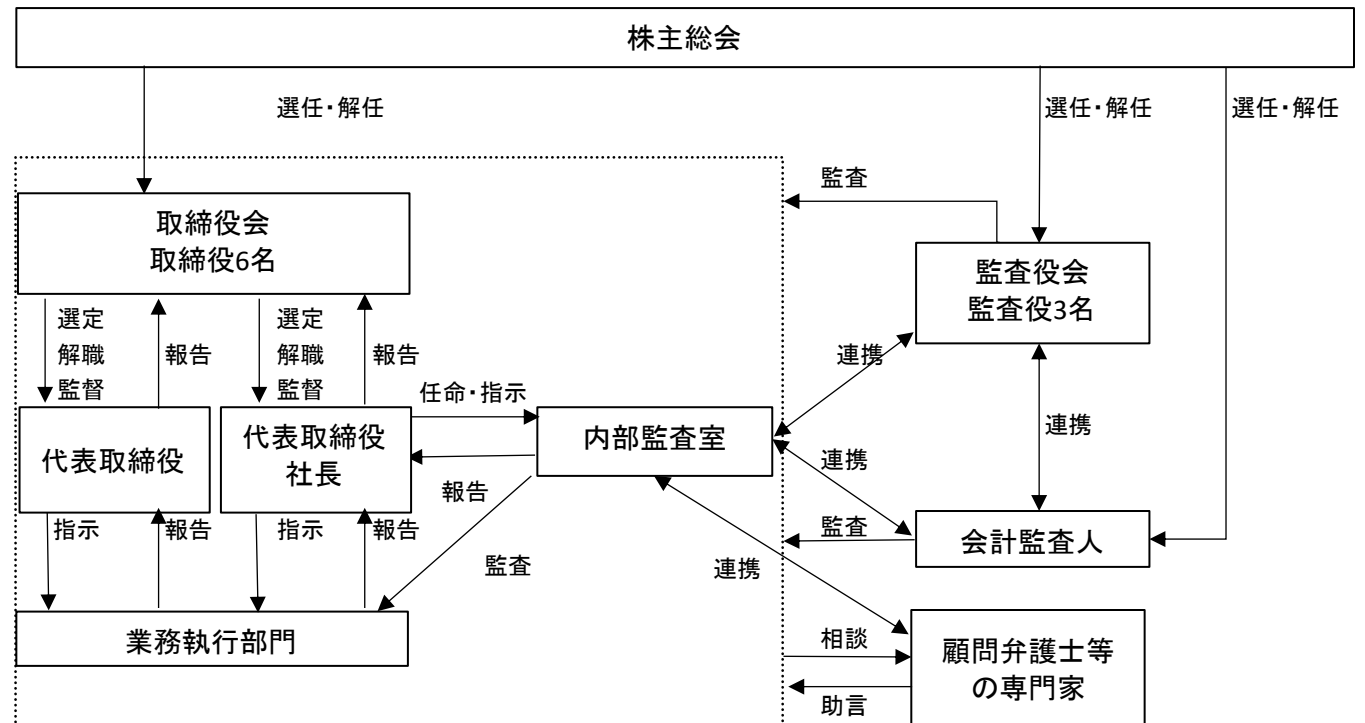 株主総会
選任・解任
選任・解任
選任・解任
監査
取締役会
取締役6名
監査役会
監査役3名
選定
解職
監督
報告
選定
解職
監督
報告
連携
任命・指示
代表取締役
代表取締役
社長
内部監査室
連携
連携
報告
指示
報告
指示
報告
監査
会計監査人
監査
連携
業務執行部門
相談
助言
顧問弁護士等
の専門家